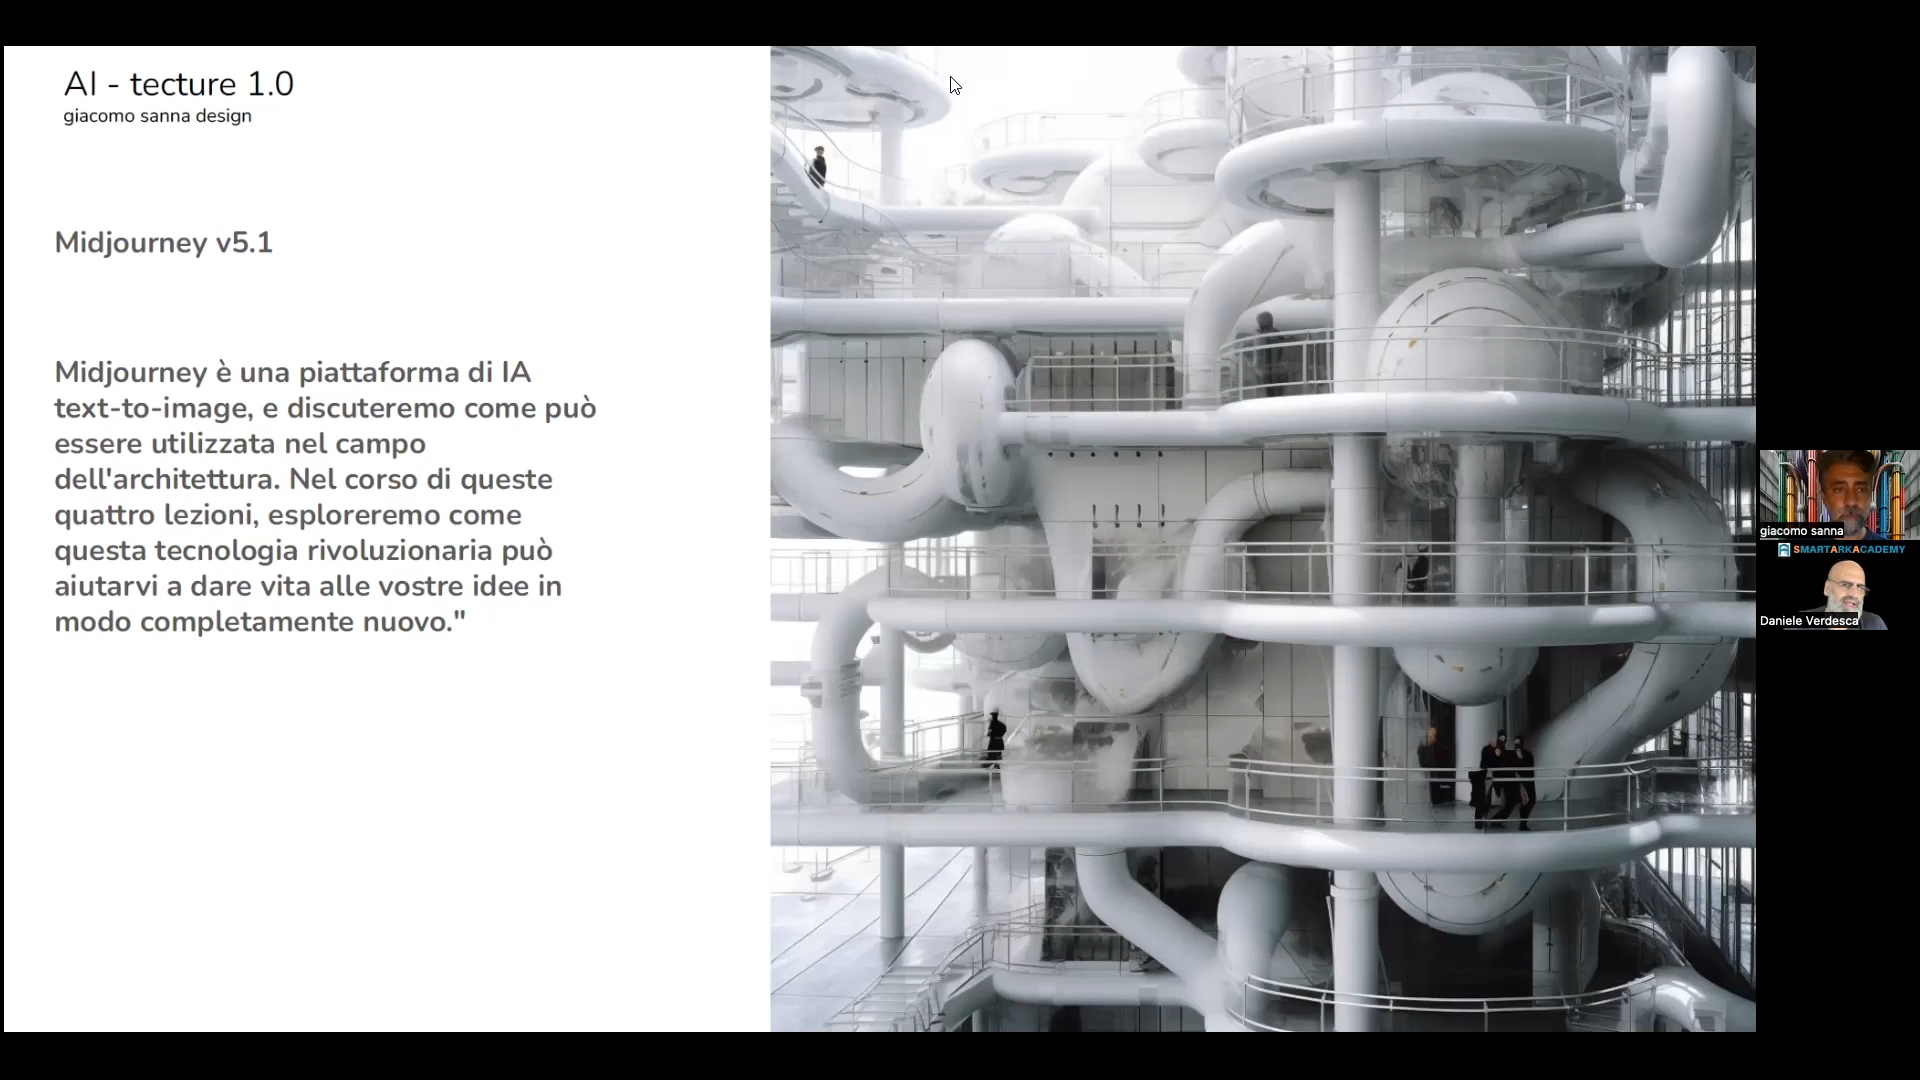 AI - tecture 1.0
giacomo sanna design
Midjourney v5.1
Midjourney è una piattaforma di IA
text-to-image, e discuteremo come può
essere utilizzata nel campo
dell'architettura. Nel corso di queste
quattro lezioni, esploreremo come
questa tecnologia rivoluzionaria può
aiutarvi a dare vita alle vostre idee in
modo completamente nuovo."
giacomo sanna
SMARTARKACADEMY
Daniele Verdesca